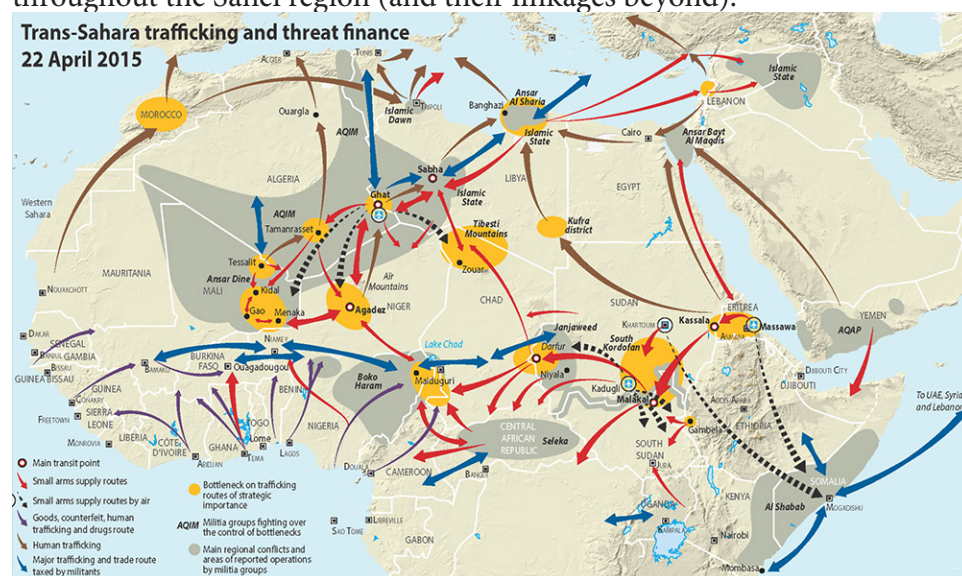 throughout the Sahel region (and their linkages beyond).
Trans-Sahara trafficking and threat finance
22 April 2015
ALGIER
TUNIS
Islamic
State
MOROCCO
Ouargla
Islamic
Dawn
TRIPOLI
Banghazi
Ansar
Al Sharia
Islamic
State
LEBANON
Cairo
Ansar Bayt
Al Maqdis
AQIM
Sabha
ALGERIA
LIBYA
EGYPT
Western
Sahara
Ghat
Islamic
State
AQIM
Tamanrasset
Tibesti
Mountains
Kufra
district
Tessalit
Zouar
MAURITANIA
Ansar Dine
MALI
Kidal
Aïr
Mountains
NOUAKCHOTT
Gao
Menaka
Agadez
NIGER
CHAD
SUDAN
ERITREA
KHARTOUM
Kassala
Massawa
ASMARA
YEMEN
AQAP
DAKAR
SENEGAL
GAMBIA
BANJUL
BISSAU
GUINEA BISSAU
BAMAKO
BURKINA
FASO
Ouagadougou
NIAMEY
Lake Chad
Janjaweed
Darfur
South
Kordofan
Niyala
Boko
Haram
Maiduguri
Kadugli
Malakal
DJIBOUTI
DJIBOUTI CITY
To UAE, Syria
and Lebanon
GUINEA
CONAKRY
BENIN
FREETOWN
SIERRA
LEONE
NIGERIA
CENTRAL
AFRICAN
REPUBLIC
Seleka
ADDIS ABABA
Gambela
ETHIOPIA
MONROVIA
LIBERIA
CÔTE
D'IVOIRE
GHANA
TOGO
Lome
ABIDJAN
TEMA
LAGOS
SOUTH
SUDAN
JUBA
DOUALA
CAMEROON
BANGUI
SOMALIA
MOGADISHU
KENYA
Al Shabab
UGANDA
KAMPALA
SAO TOME
LIBREVILLE
GABON
Nairobi
Mombasa
Main transit point
Small arms supply routes
Small arms supply routes by air
Goods, counterfeit, human
trafficking and drugs route
Human trafficking
Major trafficking and trade route
taxed by militants
Bottleneck on trafficking
routes of strategic
importance
AQIM Militia groups fighting over
the control of bottlenecks
Main regional conflicts and
areas of reported operations
by militia groups